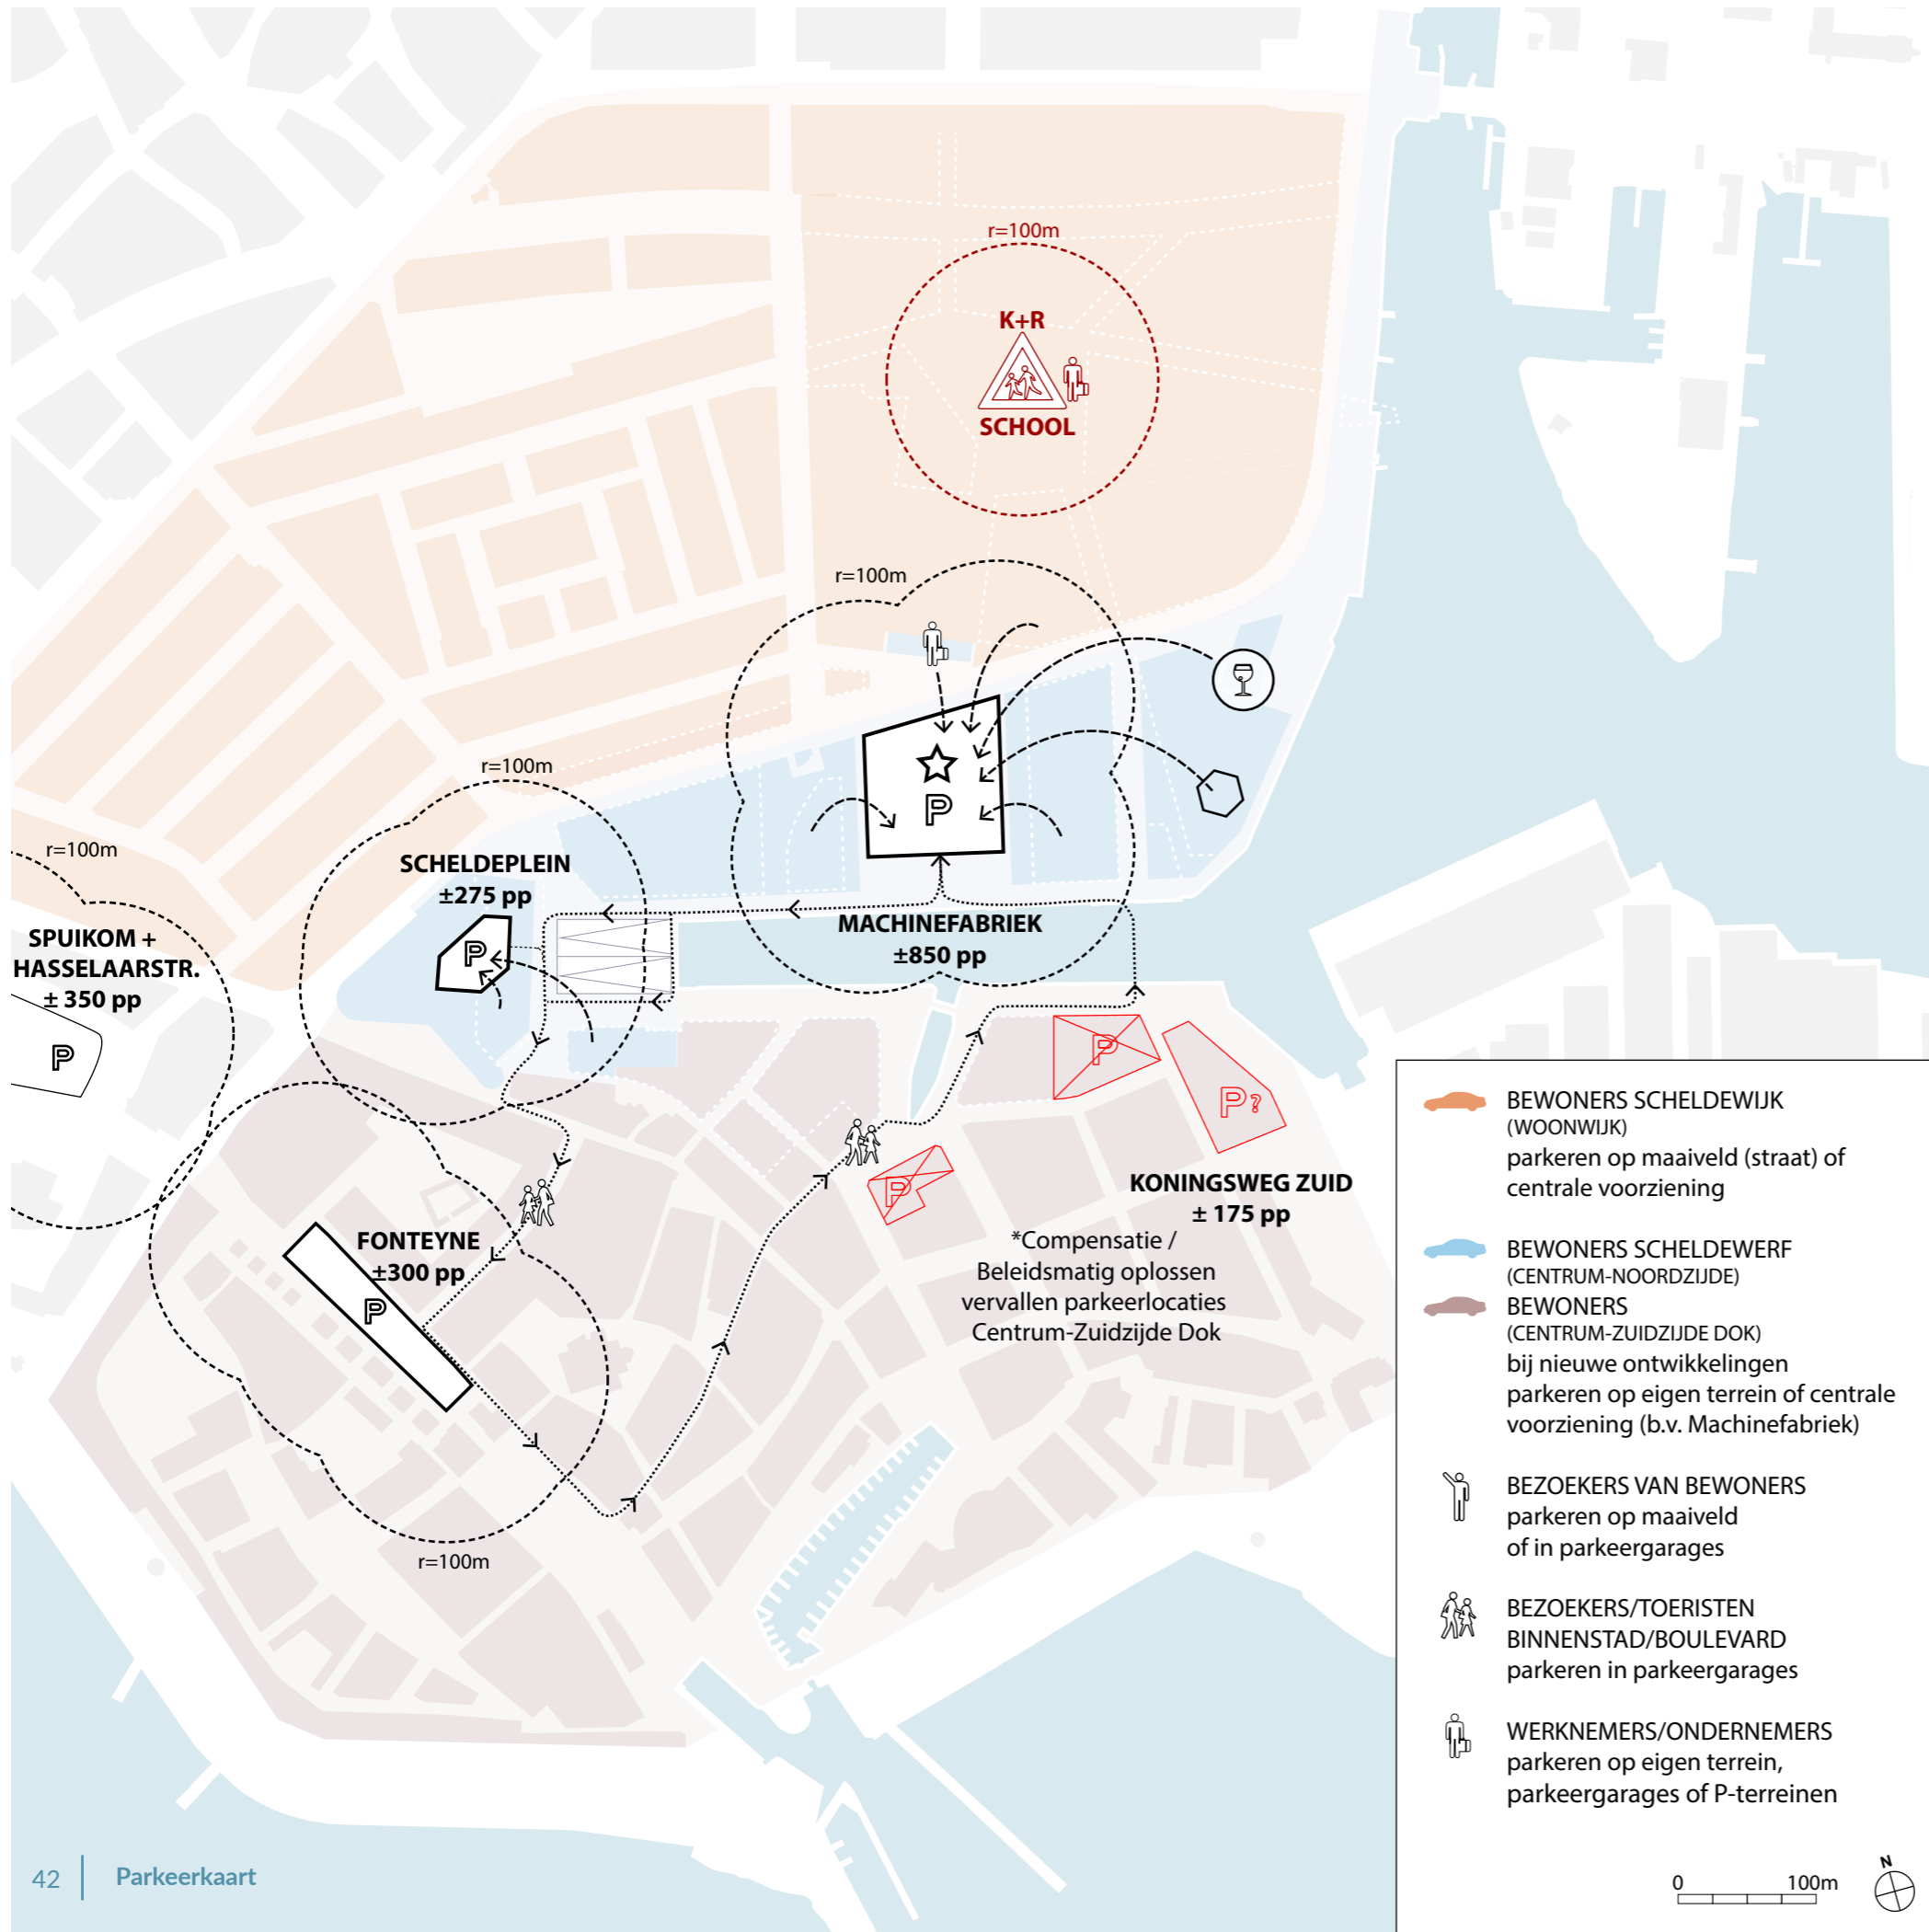 r=100m
K+R
SCHOOL
r=100m
P
MACHINEFABRIEK
±850 pp
r=100m
SCHELDEPLEIN
±275 pp
P
r=100m
SPUIKOM +
HASSELAARSTR.
± 350 pp
P
P
P?
P
KONINGSWEG ZUID
± 175 pp
*Compensatie /
Beleidsmatig oplossen
vervallen parkeerlocaties
Centrum-Zuidzijde Dok
FONTEYNE
±300 pp
P
r=100m
BEWONERS SCHELDEWIJK
(WOONWIJK)
parkeren op maaiveld (straat) of
centrale voorziening
BEWONERS SCHELDEWERF
(CENTRUM-NOORDZIJDE)
BEWONERS
(CENTRUM-ZUIDZIJDE DOK)
bij nieuwe ontwikkelingen
parkeren op eigen terrein of centrale
voorziening (b.v. Machinefabriek)
BEZOEKERS VAN BEWONERS
parkeren op maaiveld
of in parkeergarages
BEZOEKERS/TOERISTEN
BINNENSTAD/BOULEVARD
parkeren in parkeergarages
WERKNEMERS/ONDERNEMERS
parkeren op eigen terrein,
parkeergarages of P-terreinen
42 Parkeerkaart
0 100m
N